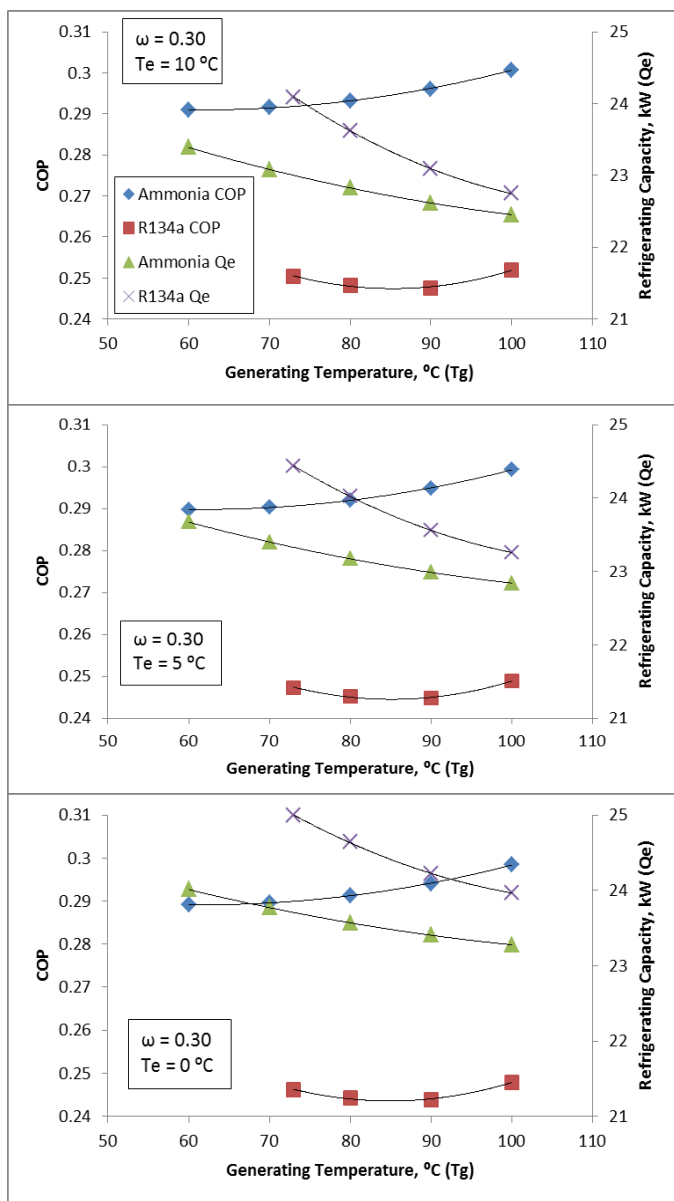 0.31
0.3
0.29
0.28
0.27
0.26
0.25
0.24
COP
ω = 0.30
Te = 10 ⁰C
Ammonia COP
R134a COP
Ammonia Qe
R134a Qe
25
24
23
22
21
Refrigerating Capacity, kW (Qe)
50 60 70 80 90 100 110
Generating Temperature, ⁰C (Tg)
0.31
0.3
0.29
0.28
0.27
0.26
0.25
0.24
COP
ω = 0.30
Te = 5 ⁰C
25
24
23
22
21
Refrigerating Capacity, kW (Qe)
50 60 70 80 90 100 110
Generating Temperature, ⁰C (Tg)
0.31
0.3
0.29
0.28
0.27
0.26
0.25
0.24
COP
ω = 0.30
Te = 0 ⁰C
25
24
23
22
21
Refrigerating Capacity, kW (Qe)
50 60 70 80 90 100 110
Generating Temperature, ⁰C (Tg)